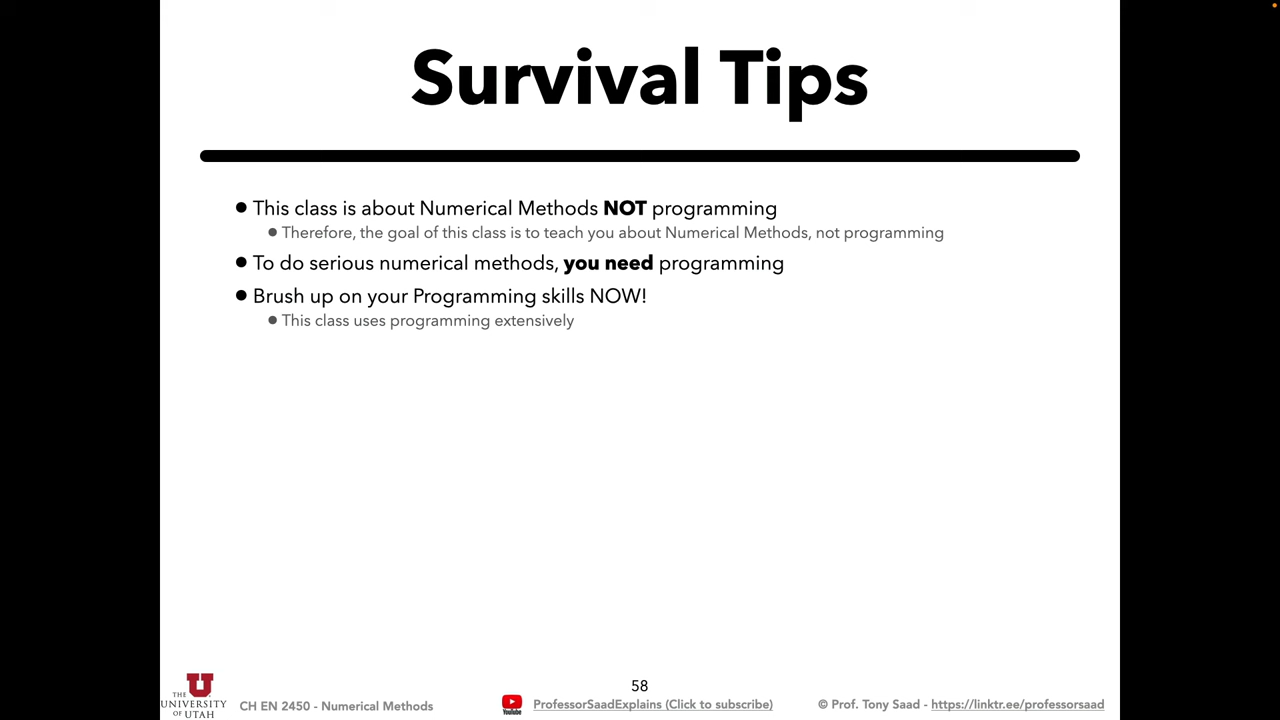 Survival Tips
● This class is about Numerical Methods NOT programming
● Therefore, the goal of this class is to teach you about Numerical Methods, not programming
● To do serious numerical methods, you need programming
● Brush up on your Programming skills NOW!
● This class uses programming extensively
58
THE
UNIVERSITY
OF UTAH
CH EN 2450 - Numerical Methods
YouTube
ProfessorSaadExplains (Click to subscribe)
© Prof. Tony Saad - https://linktr.ee/professorsaad